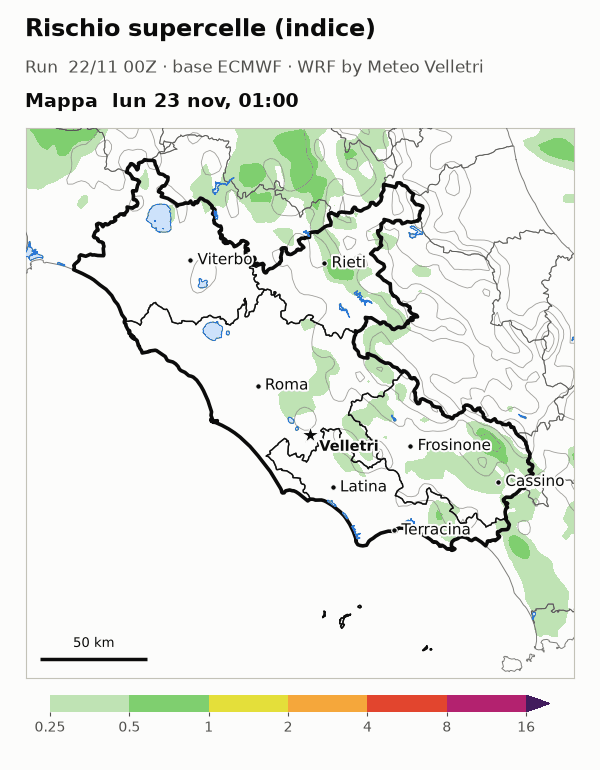 Rischio supercelle (indice)
Run  22/11 00Z · base ECMWF · WRF by Meteo Velletri
Mappa  lun 23 nov, 01:00
Viterbo
Rieti
Roma
Velletri
Frosinone
Cassino
Latina
Terracina
50 km
0.25 0.5 1 2 4 8 16